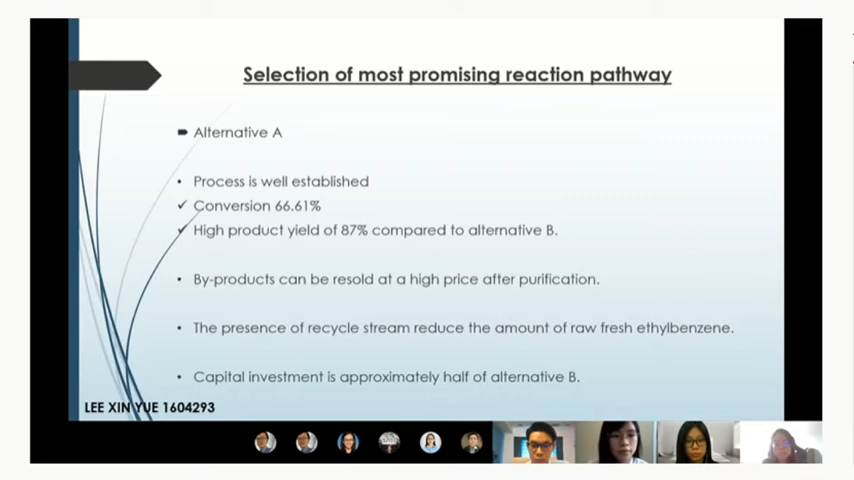 Selection of most promising reaction pathway
Alternative A
Process is well established
Conversion 66.61%
High product yield of 87% compared to alternative B.
By-products can be resold at a high price after purification.
The presence of recycle stream reduce the amount of raw fresh ethylbenzene.
Capital investment is approximately half of alternative B.
LEE XIN YUE 1604293